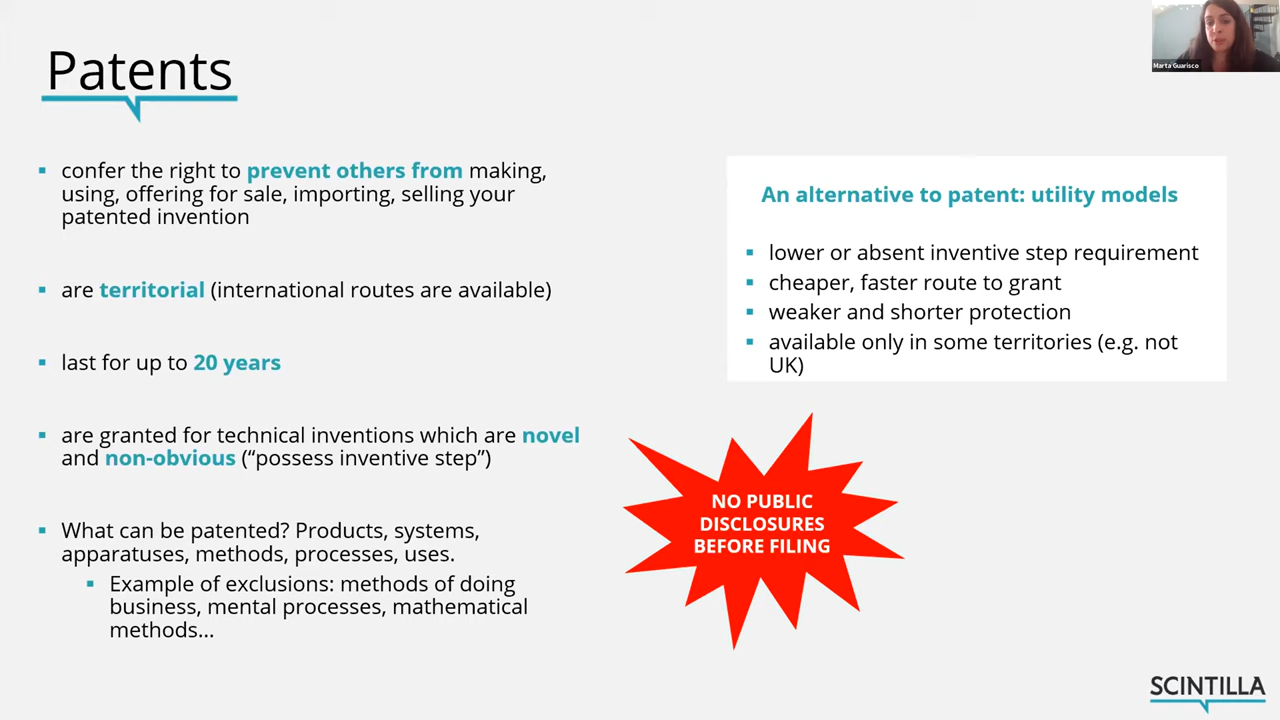 Patents
confer the right to prevent others from making,
using, offering for sale, importing, selling your
patented invention
are territorial (international routes are available)
last for up to 20 years
are granted for technical inventions which are novel
and non-obvious (“possess inventive step”)
What can be patented? Products, systems,
apparatuses, methods, processes, uses.
Example of exclusions: methods of doing
business, mental processes, mathematical
methods...
Marta Guarisco
An alternative to patent: utility models
lower or absent inventive step requirement
cheaper, faster route to grant
weaker and shorter protection
available only in some territories (e.g. not
UK)
NO PUBLIC
DISCLOSURES
BEFORE FILING
SCINTILLA